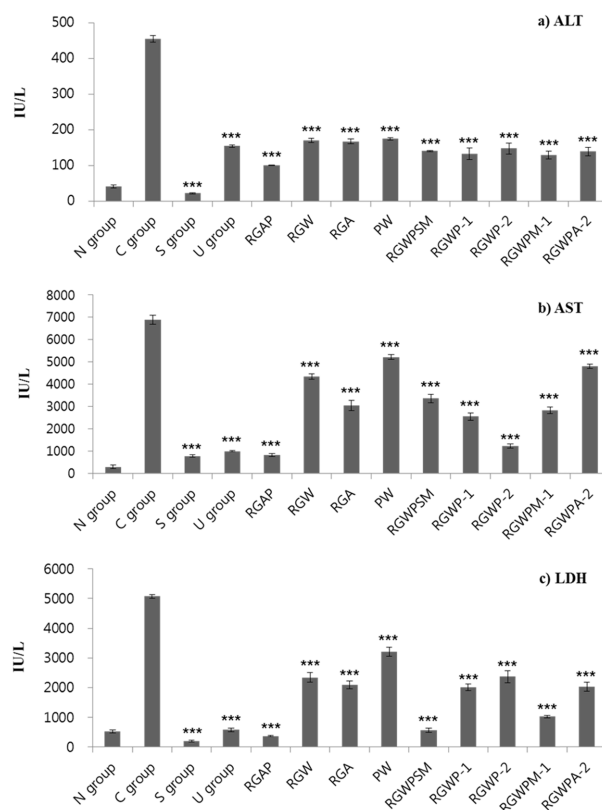 a) ALT
500
400
300
200
100
0
IU/L
*** *** *** *** *** *** *** *** *** *** ***
N group C group S group U group RGAP RGW RGA PW RGWPSM RGWP-1 RGWP-2 RGWPM-1 RGWPA-2
b) AST
8000
7000
6000
5000
4000
3000
2000
1000
0
IU/L
*** *** *** *** *** *** *** *** *** *** ***
N group C group S group U group RGAP RGW RGA PW RGWPSM RGWP-1 RGWP-2 RGWPM-1 RGWPA-2
c) LDH
6000
5000
4000
3000
2000
1000
0
IU/L
*** *** *** *** *** *** *** *** *** *** ***
N group C group S group U group RGAP RGW RGA PW RGWPSM RGWP-1 RGWP-2 RGWPM-1 RGWPA-2